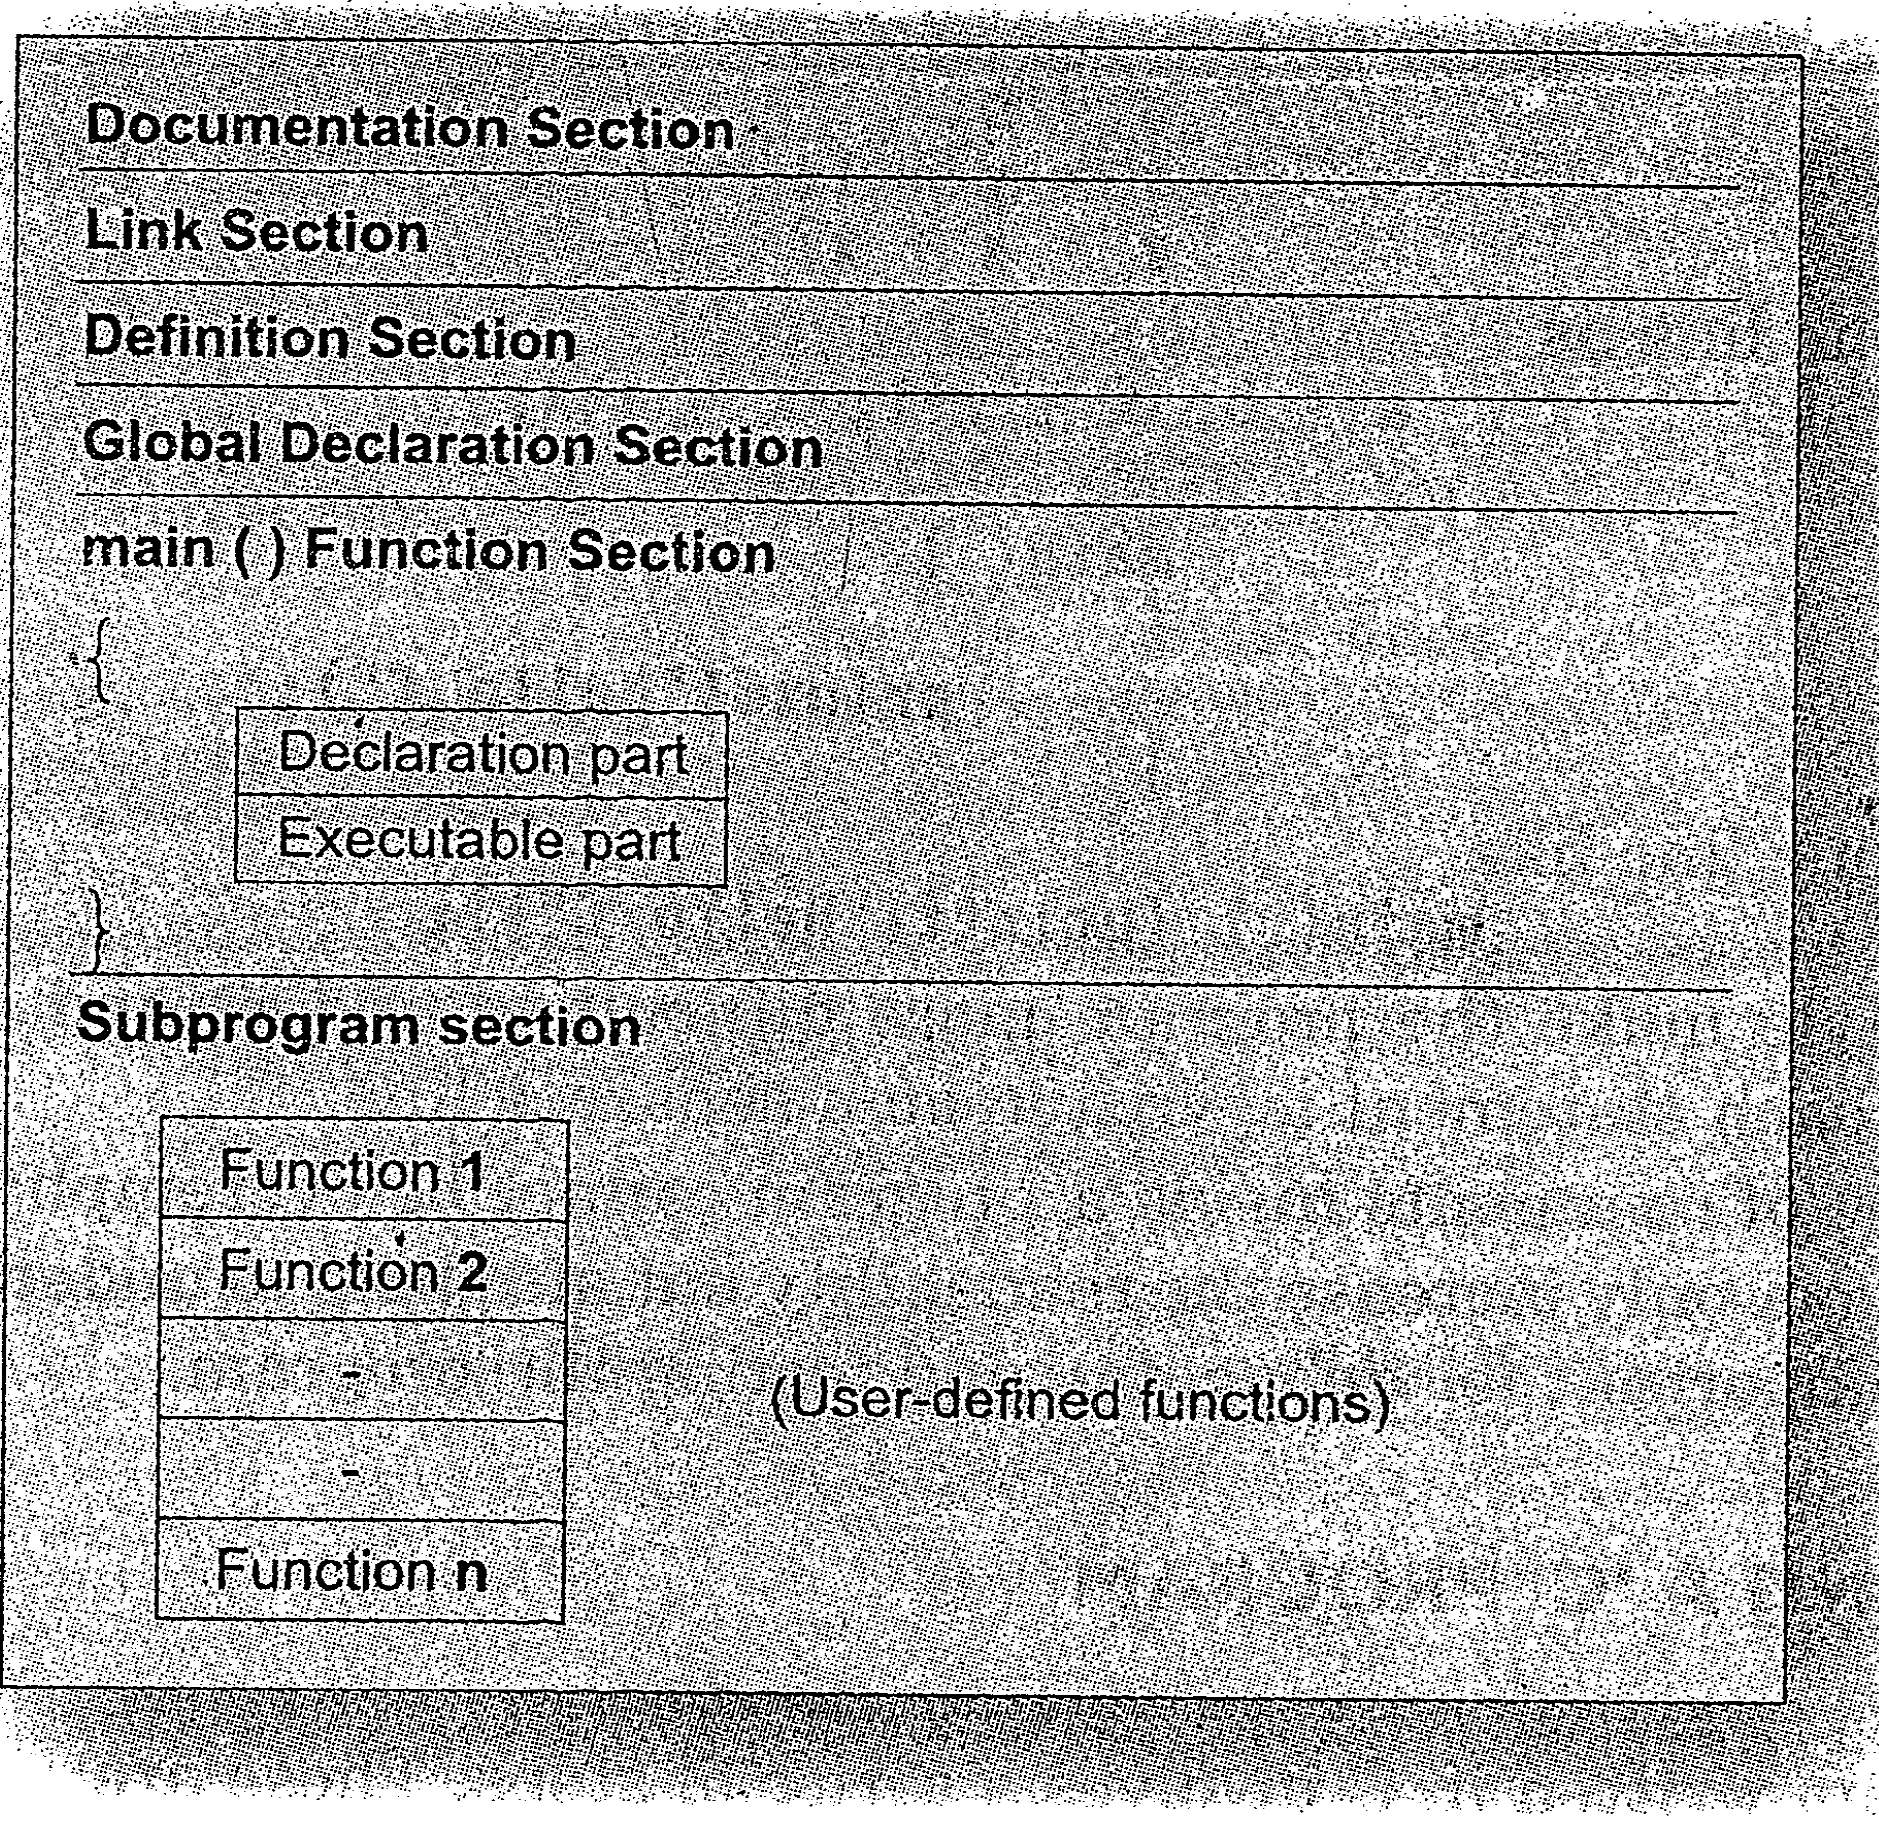 Documentation Section
Link Section
Definition Section
Global Declaration Section
main ( ) Function Section
{
Declaration part
Executable part
}
Subprogram section
Function 1
Function 2
-
-
Function n
(User-defined functions)